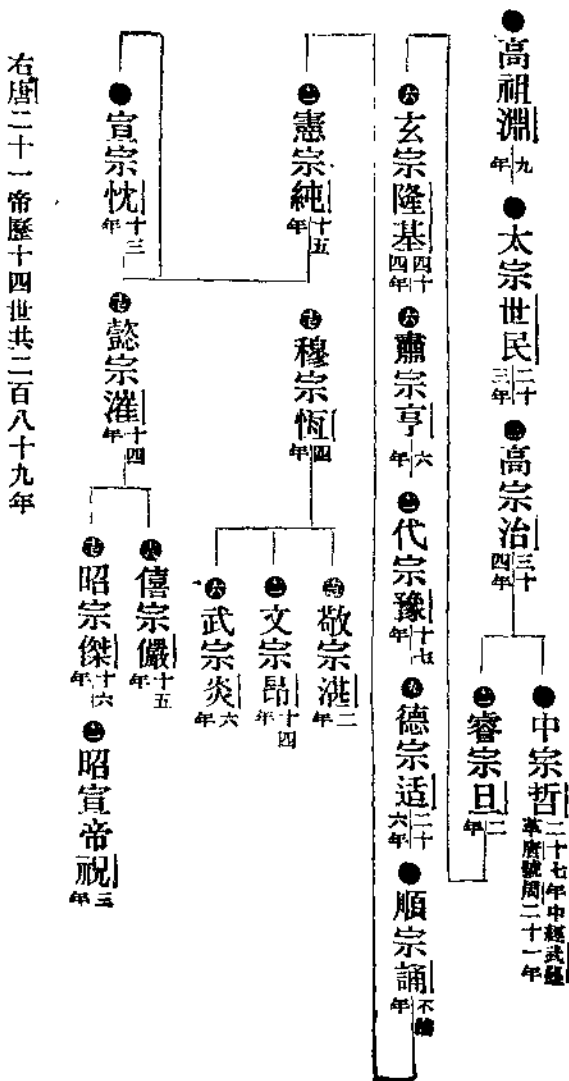 高祖淵九年
太宗世民二十三年
高宗治三十四年
中宗哲二十七年中經武曌革唐號周二十一年
睿宗旦二年
六玄宗隆基四十四年
六肅宗亨六年
代宗豫十七年
九德宗适二十六年
順宗誦不踰年
憲宗純十五年
穆宗恆四年
敬宗湛二年
文宗昂十四年
六武宗炎六年
宣宗忱十三年
懿宗漼十四年
僖宗儼十五年
昭宗傑十六年
昭宣帝祝三年
右唐二十一帝歷十四世共二百八十九年